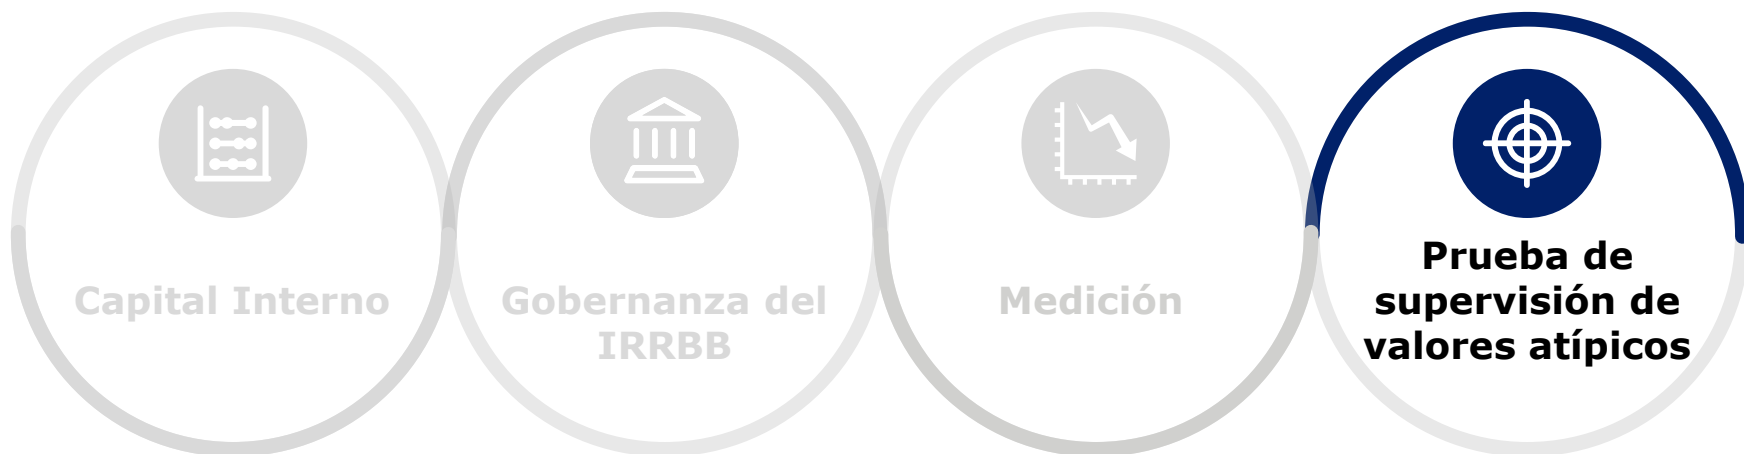 Capital Interno
Gobernanza del
IRRBB
Medición
Prueba de
supervisión de
valores atípicos